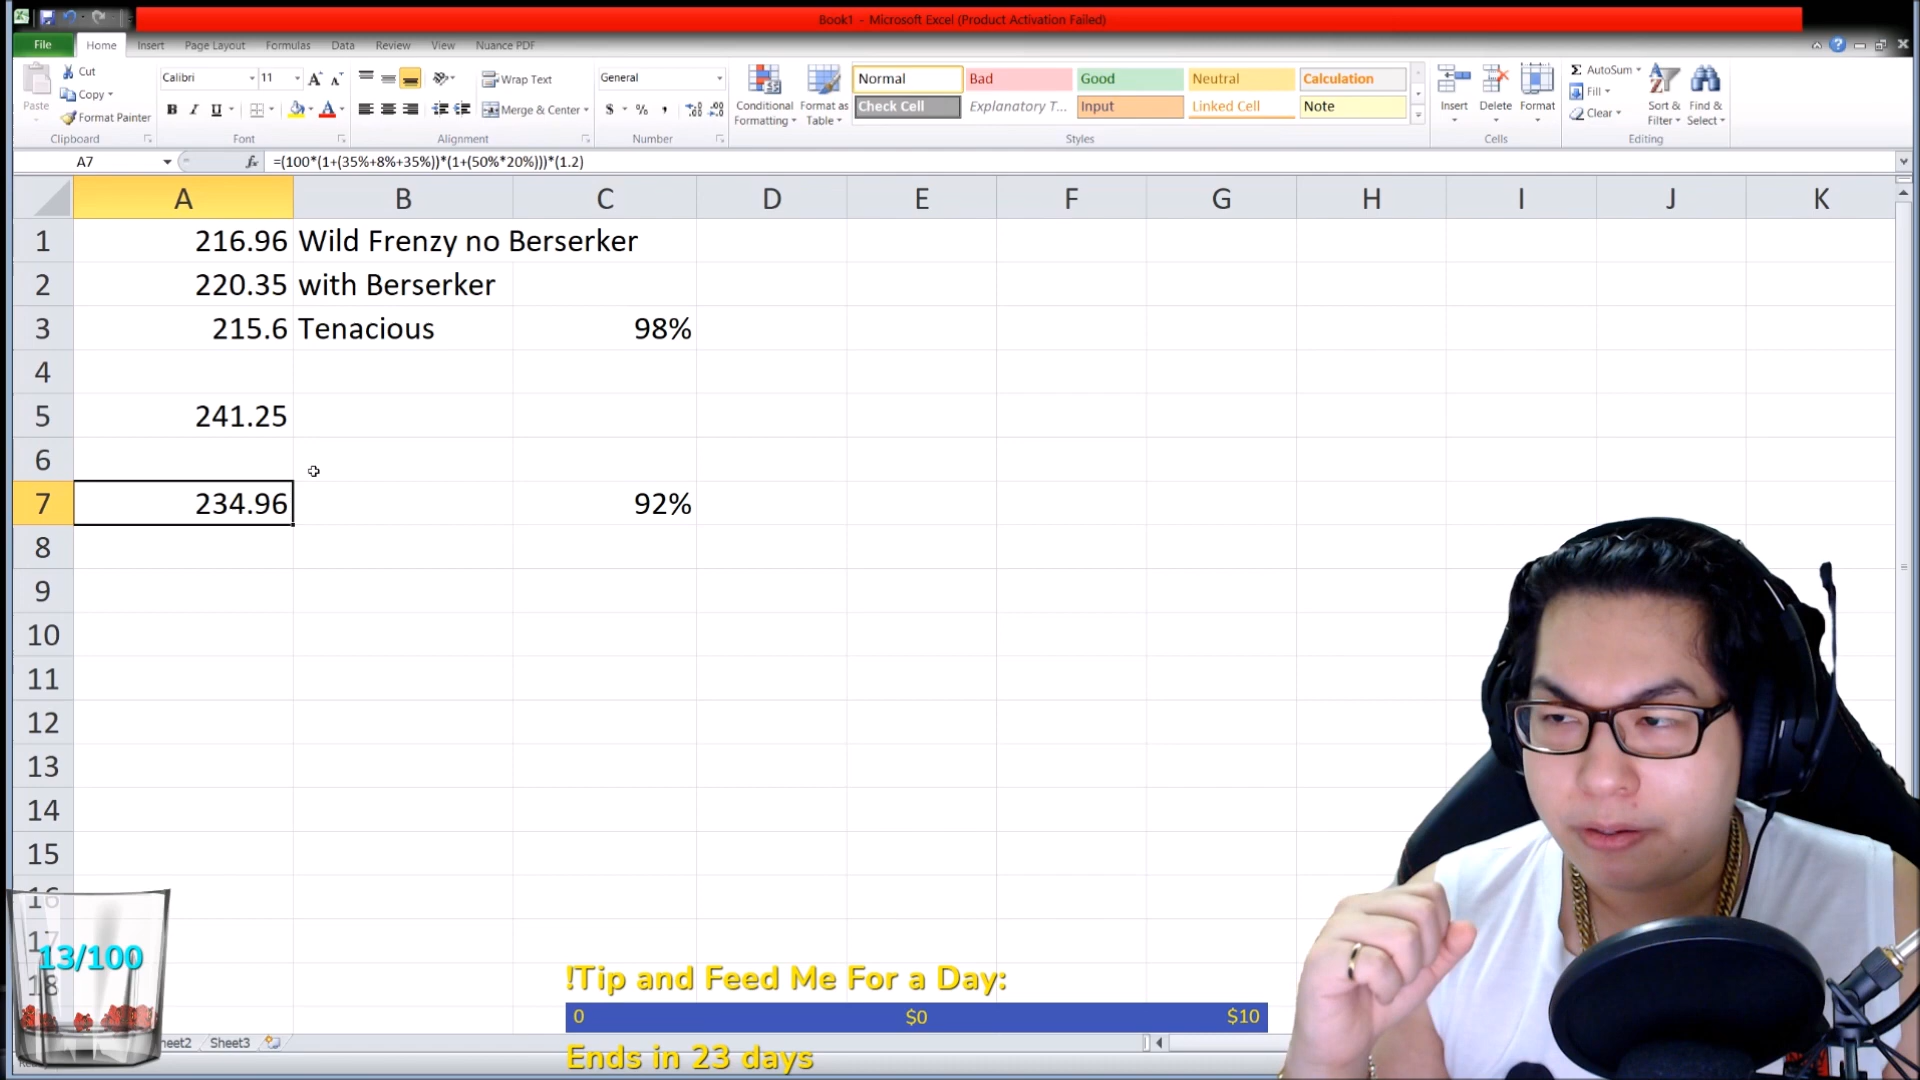 Book1 - Microsoft Excel (Product Activation Failed)
File Home Insert Page Layout Formulas Data Review View Nuance PDF
Paste
Cut
Copy
Format Painter
Clipboard
Calibri 11
B I U
Font
Wrap Text
Merge & Center
Alignment
General
$ % ,
Number
Conditional Formatting
Format as Table
Normal Bad Good Neutral Calculation
Check Cell Explanatory T... Input Linked Cell Note
Styles
Insert Delete Format
Cells
Σ AutoSum
Fill
Clear
Sort & Filter
Find & Select
Editing
A7 fx =(100*(1+(35%+8%+35%))*(1+(50%*20%)))*(1.2)
A B C D E F G H I J K
1 216.96 Wild Frenzy no Berserker
2 220.35 with Berserker
3 215.6 Tenacious 98%
4
5 241.25
6
7 234.96 92%
8
9
10
11
12
13
14
15
16
17
18
13/100
!Tip and Feed Me For a Day:
0 $0 $10
Ends in 23 days
heet2 Sheet3